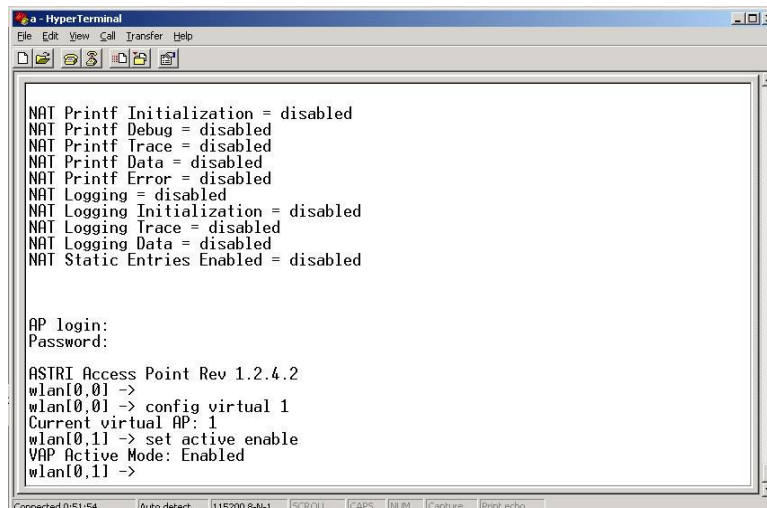 a - HyperTerminal
File Edit View Call Transfer Help
NAT Printf Initialization = disabled
NAT Printf Debug = disabled
NAT Printf Trace = disabled
NAT Printf Data = disabled
NAT Printf Error = disabled
NAT Logging = disabled
NAT Logging Initialization = disabled
NAT Logging Trace = disabled
NAT Logging Data = disabled
NAT Static Entries Enabled = disabled
AP login:
Password:
ASTRI Access Point Rev 1.2.4.2
wlan[0,0] ->
wlan[0,0] -> config virtual 1
Current virtual AP: 1
wlan[0,1] -> set active enable
VAP Active Mode: Enabled
wlan[0,1] ->
Connected 0:51:54 Auto detect 115200 8-N-1 SCROLL CAPS NUM Capture Print echo